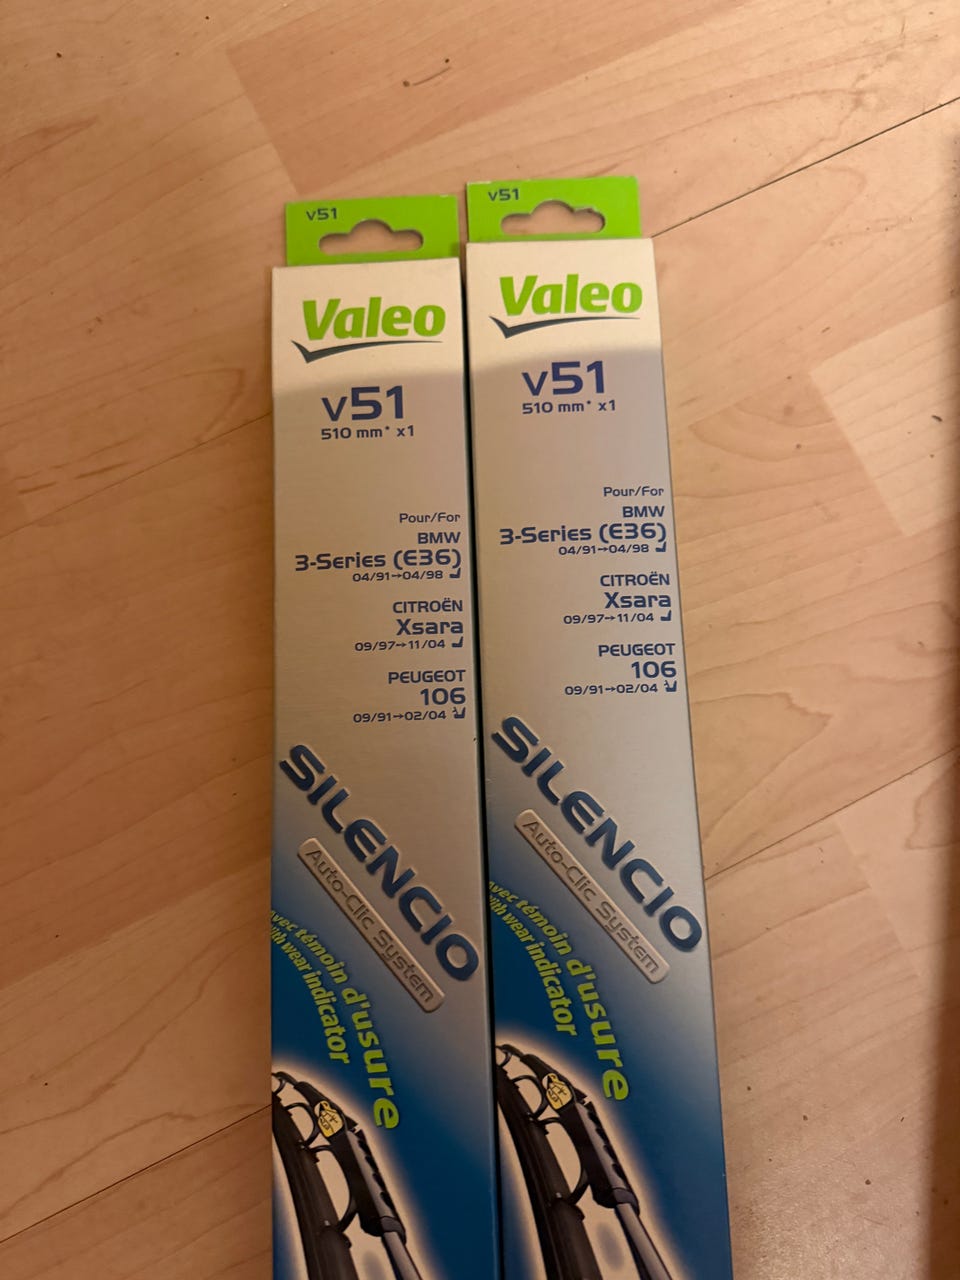 v51
Valeo
v51
510 mm* x1
Pour/For
BMW
3-Series (E36)
04/91→04/98
CITROËN
Xsara
09/97→11/04
PEUGEOT
106
09/91→02/04
SILENCIO
Auto-Clic System
avec témoin d'usure
with wear indicator
v51
Valeo
v51
510 mm* x1
Pour/For
BMW
3-Series (E36)
04/91→04/98
CITROËN
Xsara
09/97→11/04
PEUGEOT
106
09/91→02/04
SILENCIO
Auto-Clic System
avec témoin d'usure
with wear indicator